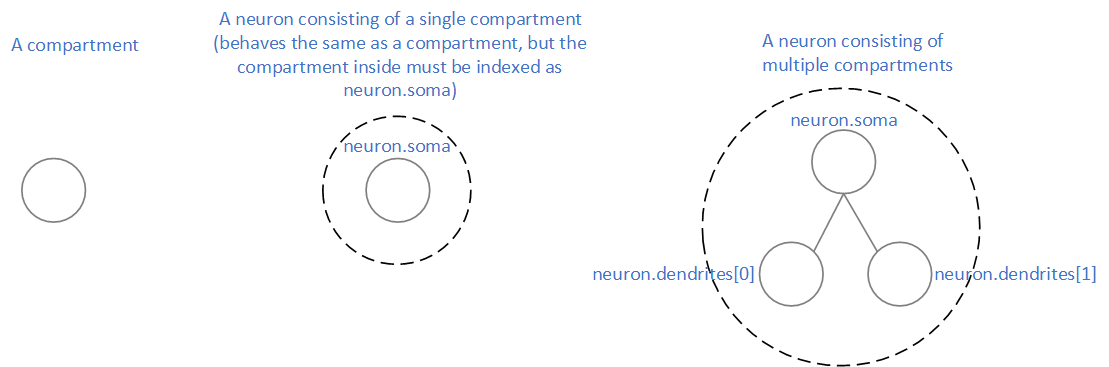 A compartment
A neuron consisting of a single compartment
(behaves the same as a compartment, but the
compartment inside must be indexed as
neuron.soma)
neuron.soma
A neuron consisting of
multiple compartments
neuron.soma
neuron.dendrites[0]
neuron.dendrites[1]